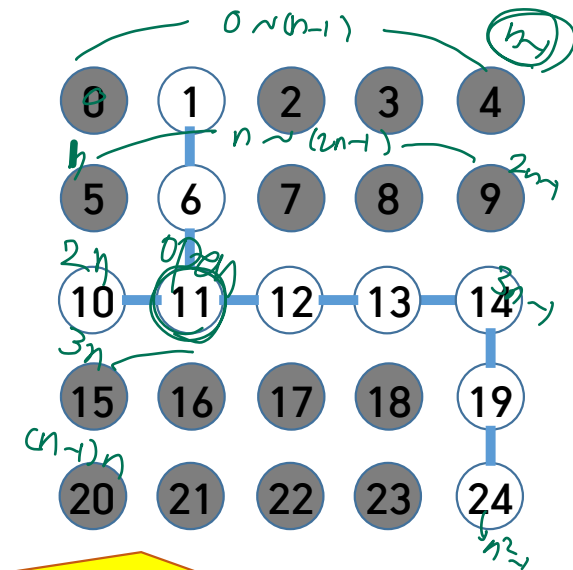 0 ~ (n-1)
n-1
0 1 2 3 4
n n ~ (2n-1) 2n-1
5 6 7 8 9
2n open 3n-1
10 11 12 13 14
3n
15 16 17 18 19
(n-1)n
20 21 22 23 24
n²-1